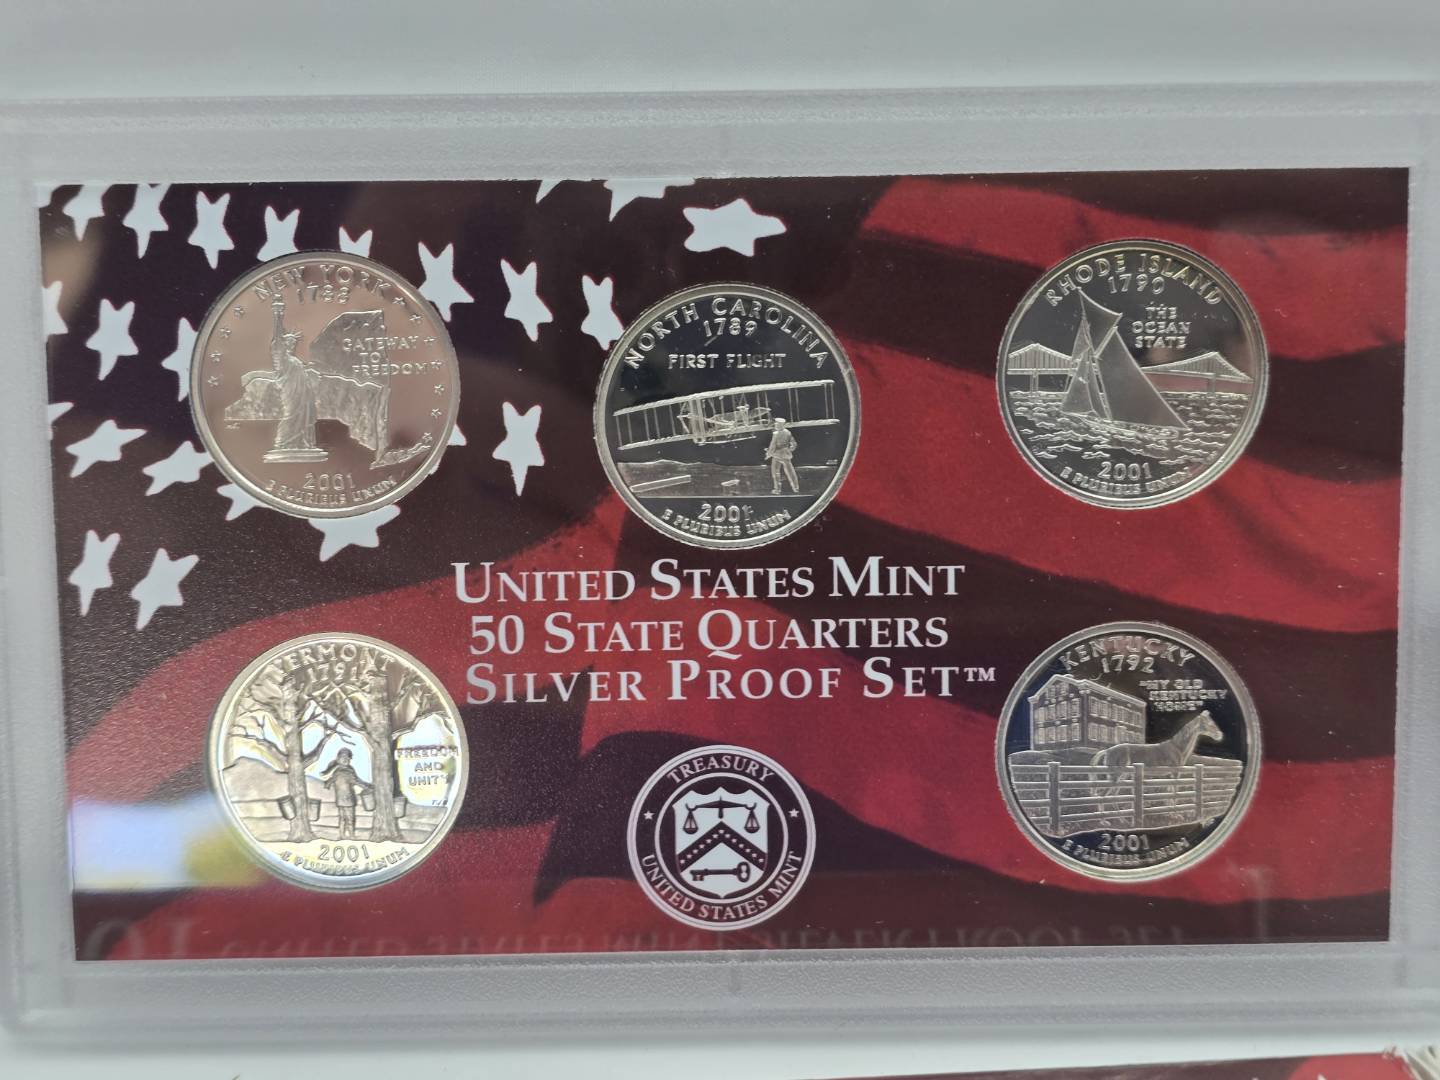 NEW YORK
1788
GATEWAY
TO
FREEDOM
2001
E PLURIBUS UNUM
NORTH CAROLINA
1789
FIRST FLIGHT
2001
E PLURIBUS UNUM
RHODE ISLAND
1790
THE
OCEAN
STATE
2001
E PLURIBUS UNUM
UNITED STATES MINT
50 STATE QUARTERS
SILVER PROOF SET™
VERMONT
1791
FREEDOM
AND
UNITY
2001
E PLURIBUS UNUM
TREASURY
UNITED STATES MINT
KENTUCKY
1792
"MY OLD
KENTUCKY
HOME"
2001
E PLURIBUS UNUM